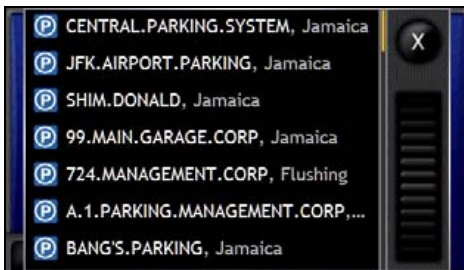 P CENTRAL.PARKING.SYSTEM, Jamaica
P JFK.AIRPORT.PARKING, Jamaica
P SHIM.DONALD, Jamaica
P 99.MAIN.GARAGE.CORP, Jamaica
P 724.MANAGEMENT.CORP, Flushing
P A.1.PARKING.MANAGEMENT.CORP,...
P BANG'S.PARKING, Jamaica
X